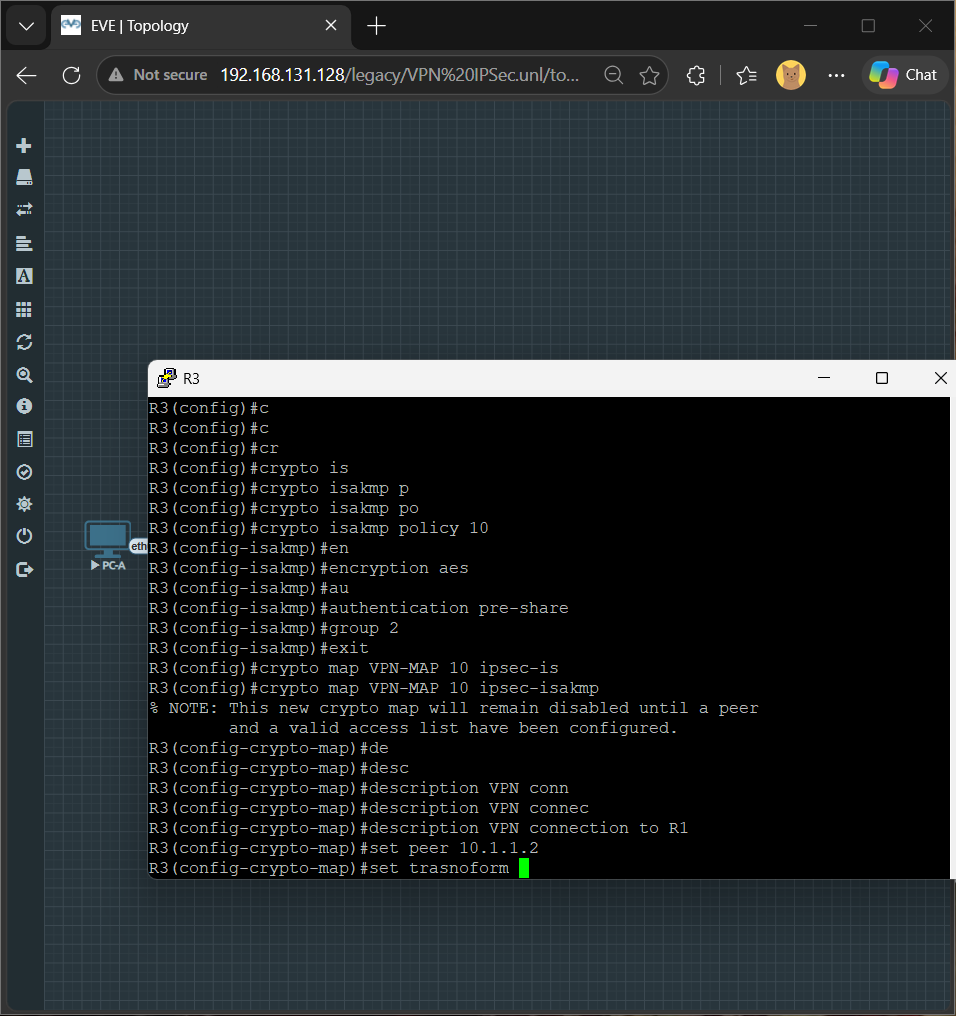 EVE | Topology
Not secure 192.168.131.128/legacy/VPN%20IPSec.unl/to...
Chat
A
PC-A
eth
R3
R3(config)#c
R3(config)#c
R3(config)#cr
R3(config)#crypto is
R3(config)#crypto isakmp p
R3(config)#crypto isakmp po
R3(config)#crypto isakmp policy 10
R3(config-isakmp)#en
R3(config-isakmp)#encryption aes
R3(config-isakmp)#au
R3(config-isakmp)#authentication pre-share
R3(config-isakmp)#group 2
R3(config-isakmp)#exit
R3(config)#crypto map VPN-MAP 10 ipsec-is
R3(config)#crypto map VPN-MAP 10 ipsec-isakmp
% NOTE: This new crypto map will remain disabled until a peer
and a valid access list have been configured.
R3(config-crypto-map)#de
R3(config-crypto-map)#desc
R3(config-crypto-map)#description VPN conn
R3(config-crypto-map)#description VPN connec
R3(config-crypto-map)#description VPN connection to R1
R3(config-crypto-map)#set peer 10.1.1.2
R3(config-crypto-map)#set trasnoform